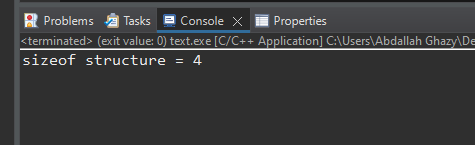 Problems Tasks Console Properties
<terminated> (exit value: 0) text.exe [C/C++ Application] C:\Users\Abdallah Ghazy\De
sizeof structure = 4